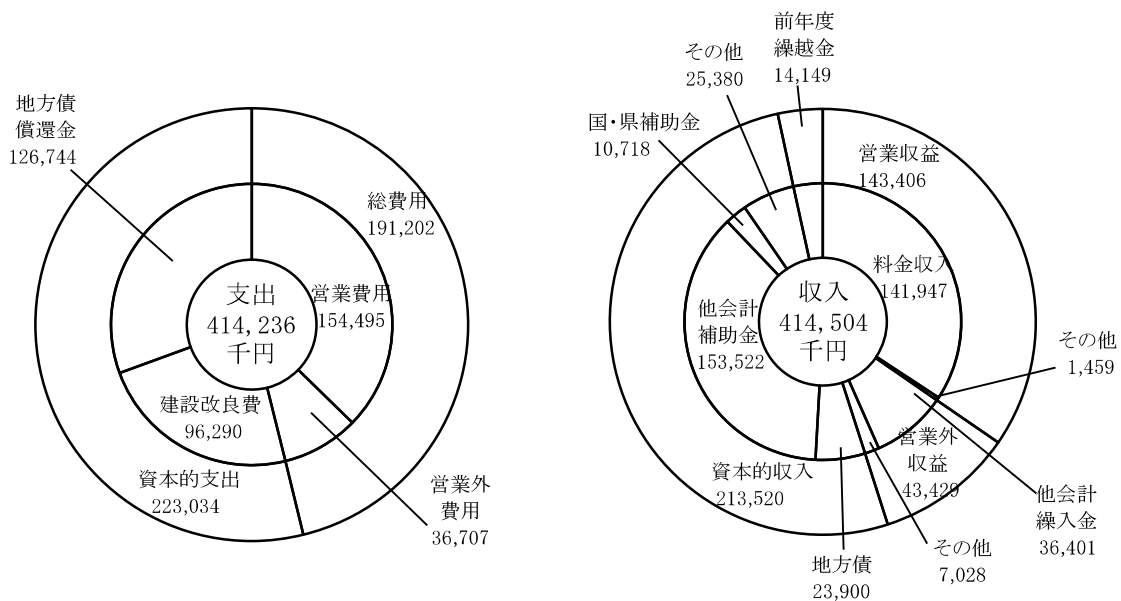 地方債
償還金
126,744
総費用
191,202
営業費用
154,495
支出
414,236
千円
建設改良費
96,290
資本的支出
223,034
営業外
費用
36,707
前年度
繰越金
14,149
その他
25,380
国・県補助金
10,718
営業収益
143,406
料金収入
141,947
収入
414,504
千円
他会計
補助金
153,522
その他
1,459
営業外
収益
43,429
資本的収入
213,520
他会計
繰入金
36,401
その他
7,028
地方債
23,900